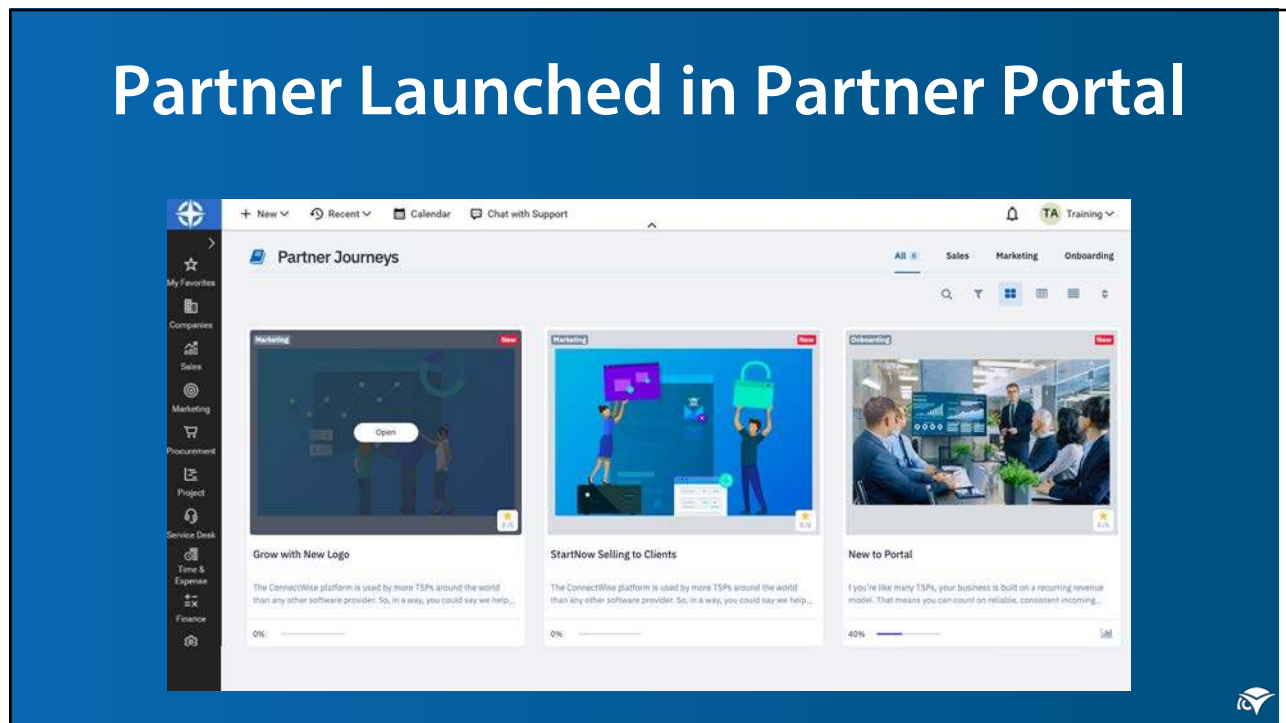 Partner Launched in Partner Portal
+ New Recent Calendar Chat with Support TA Training
Partner Journeys All Sales Marketing Onboarding
My Favorites
Companies
Sales
Marketing
Procurement
Project
Service Desk
Time &
Expense
Finance
Marketing New Marketing New Onboarding New
Open
Grow with New Logo StartNow Selling to Clients New to Portal
The ConnectWise platform is used by more TSPs around the world The ConnectWise platform is used by more TSPs around the world f you're like many TSPs, your business is built on a recurring revenue
than any other software provider. So, in a way, you could say we help... than any other software provider. So, in a way, you could say we help... model. That means you can count on reliable, consistent incoming...
0% 0% 40%